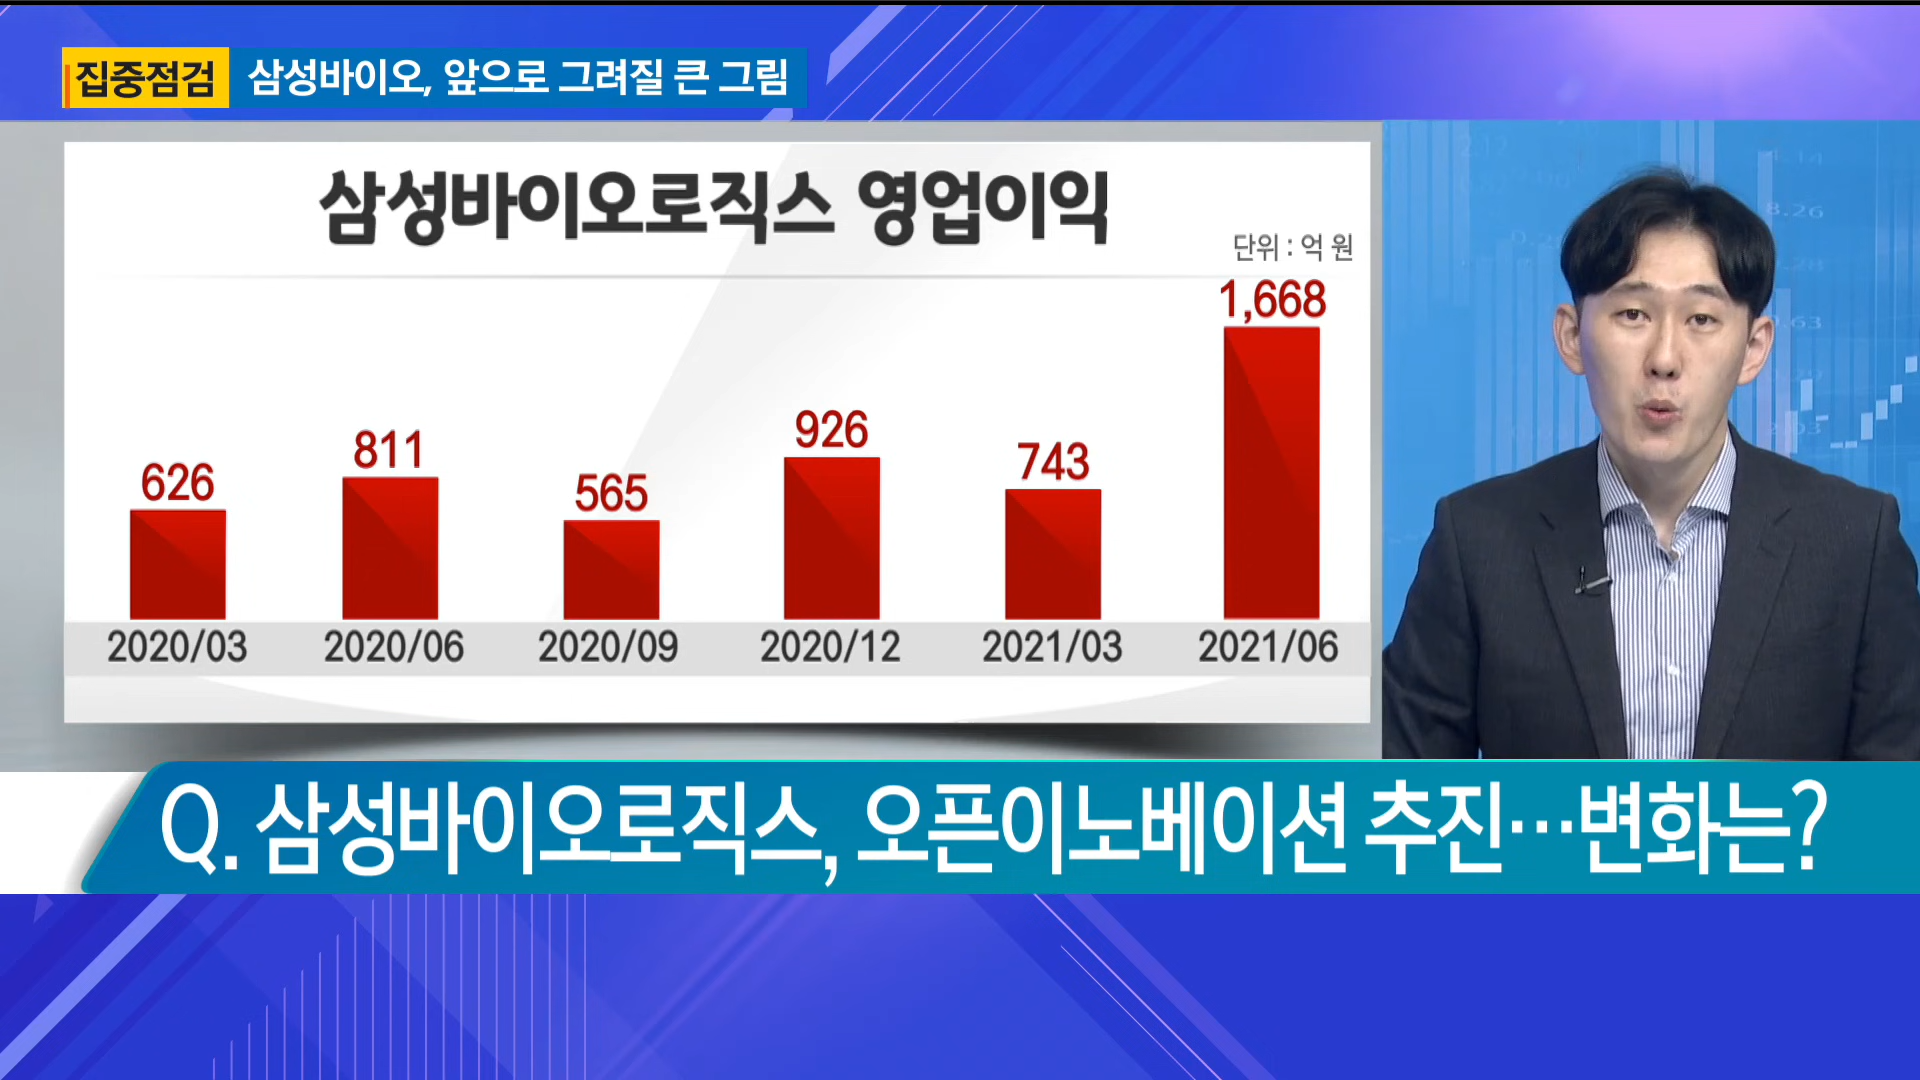 집중점검 삼성바이오, 앞으로 그려질 큰 그림
삼성바이오로직스 영업이익
단위 : 억 원
626 811 565 926 743 1,668
2020/03 2020/06 2020/09 2020/12 2021/03 2021/06
8.26
Q. 삼성바이오로직스, 오픈이노베이션 추진…변화는?